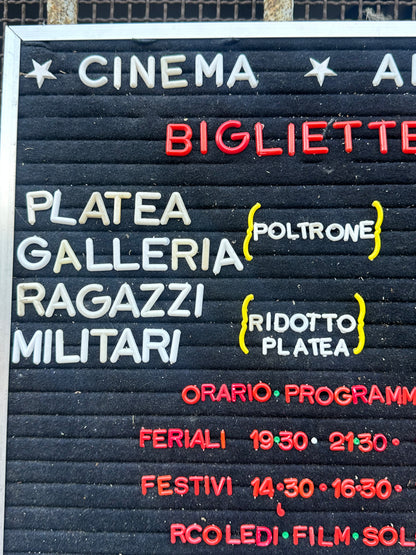 ★ CINEMA ★ A
BIGLIETTE
PLATEA
GALLERIA (POLTRONE)
RAGAZZI
MILITARI (RIDOTTO PLATEA)
ORARIO·PROGRAMM
FERIALI 19·30 · 21·30·
FESTIVI 14·30·16·30·
RCOLEDI·FILM·SOL